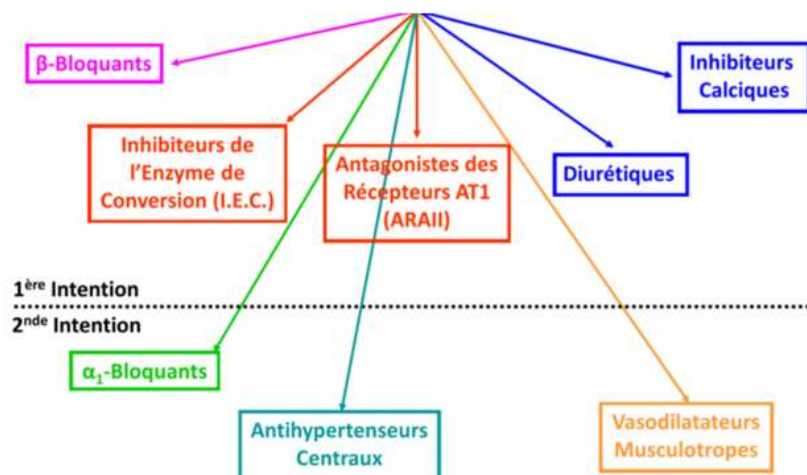 β-Bloquants
Inhibiteurs
Calciques
Inhibiteurs de
l’Enzyme de
Conversion (I.E.C.)
Antagonistes des
Récepteurs AT1
(ARAII)
Diurétiques
1ère Intention
2nde Intention
α1-Bloquants
Antihypertenseurs
Centraux
Vasodilatateurs
Musculotropes